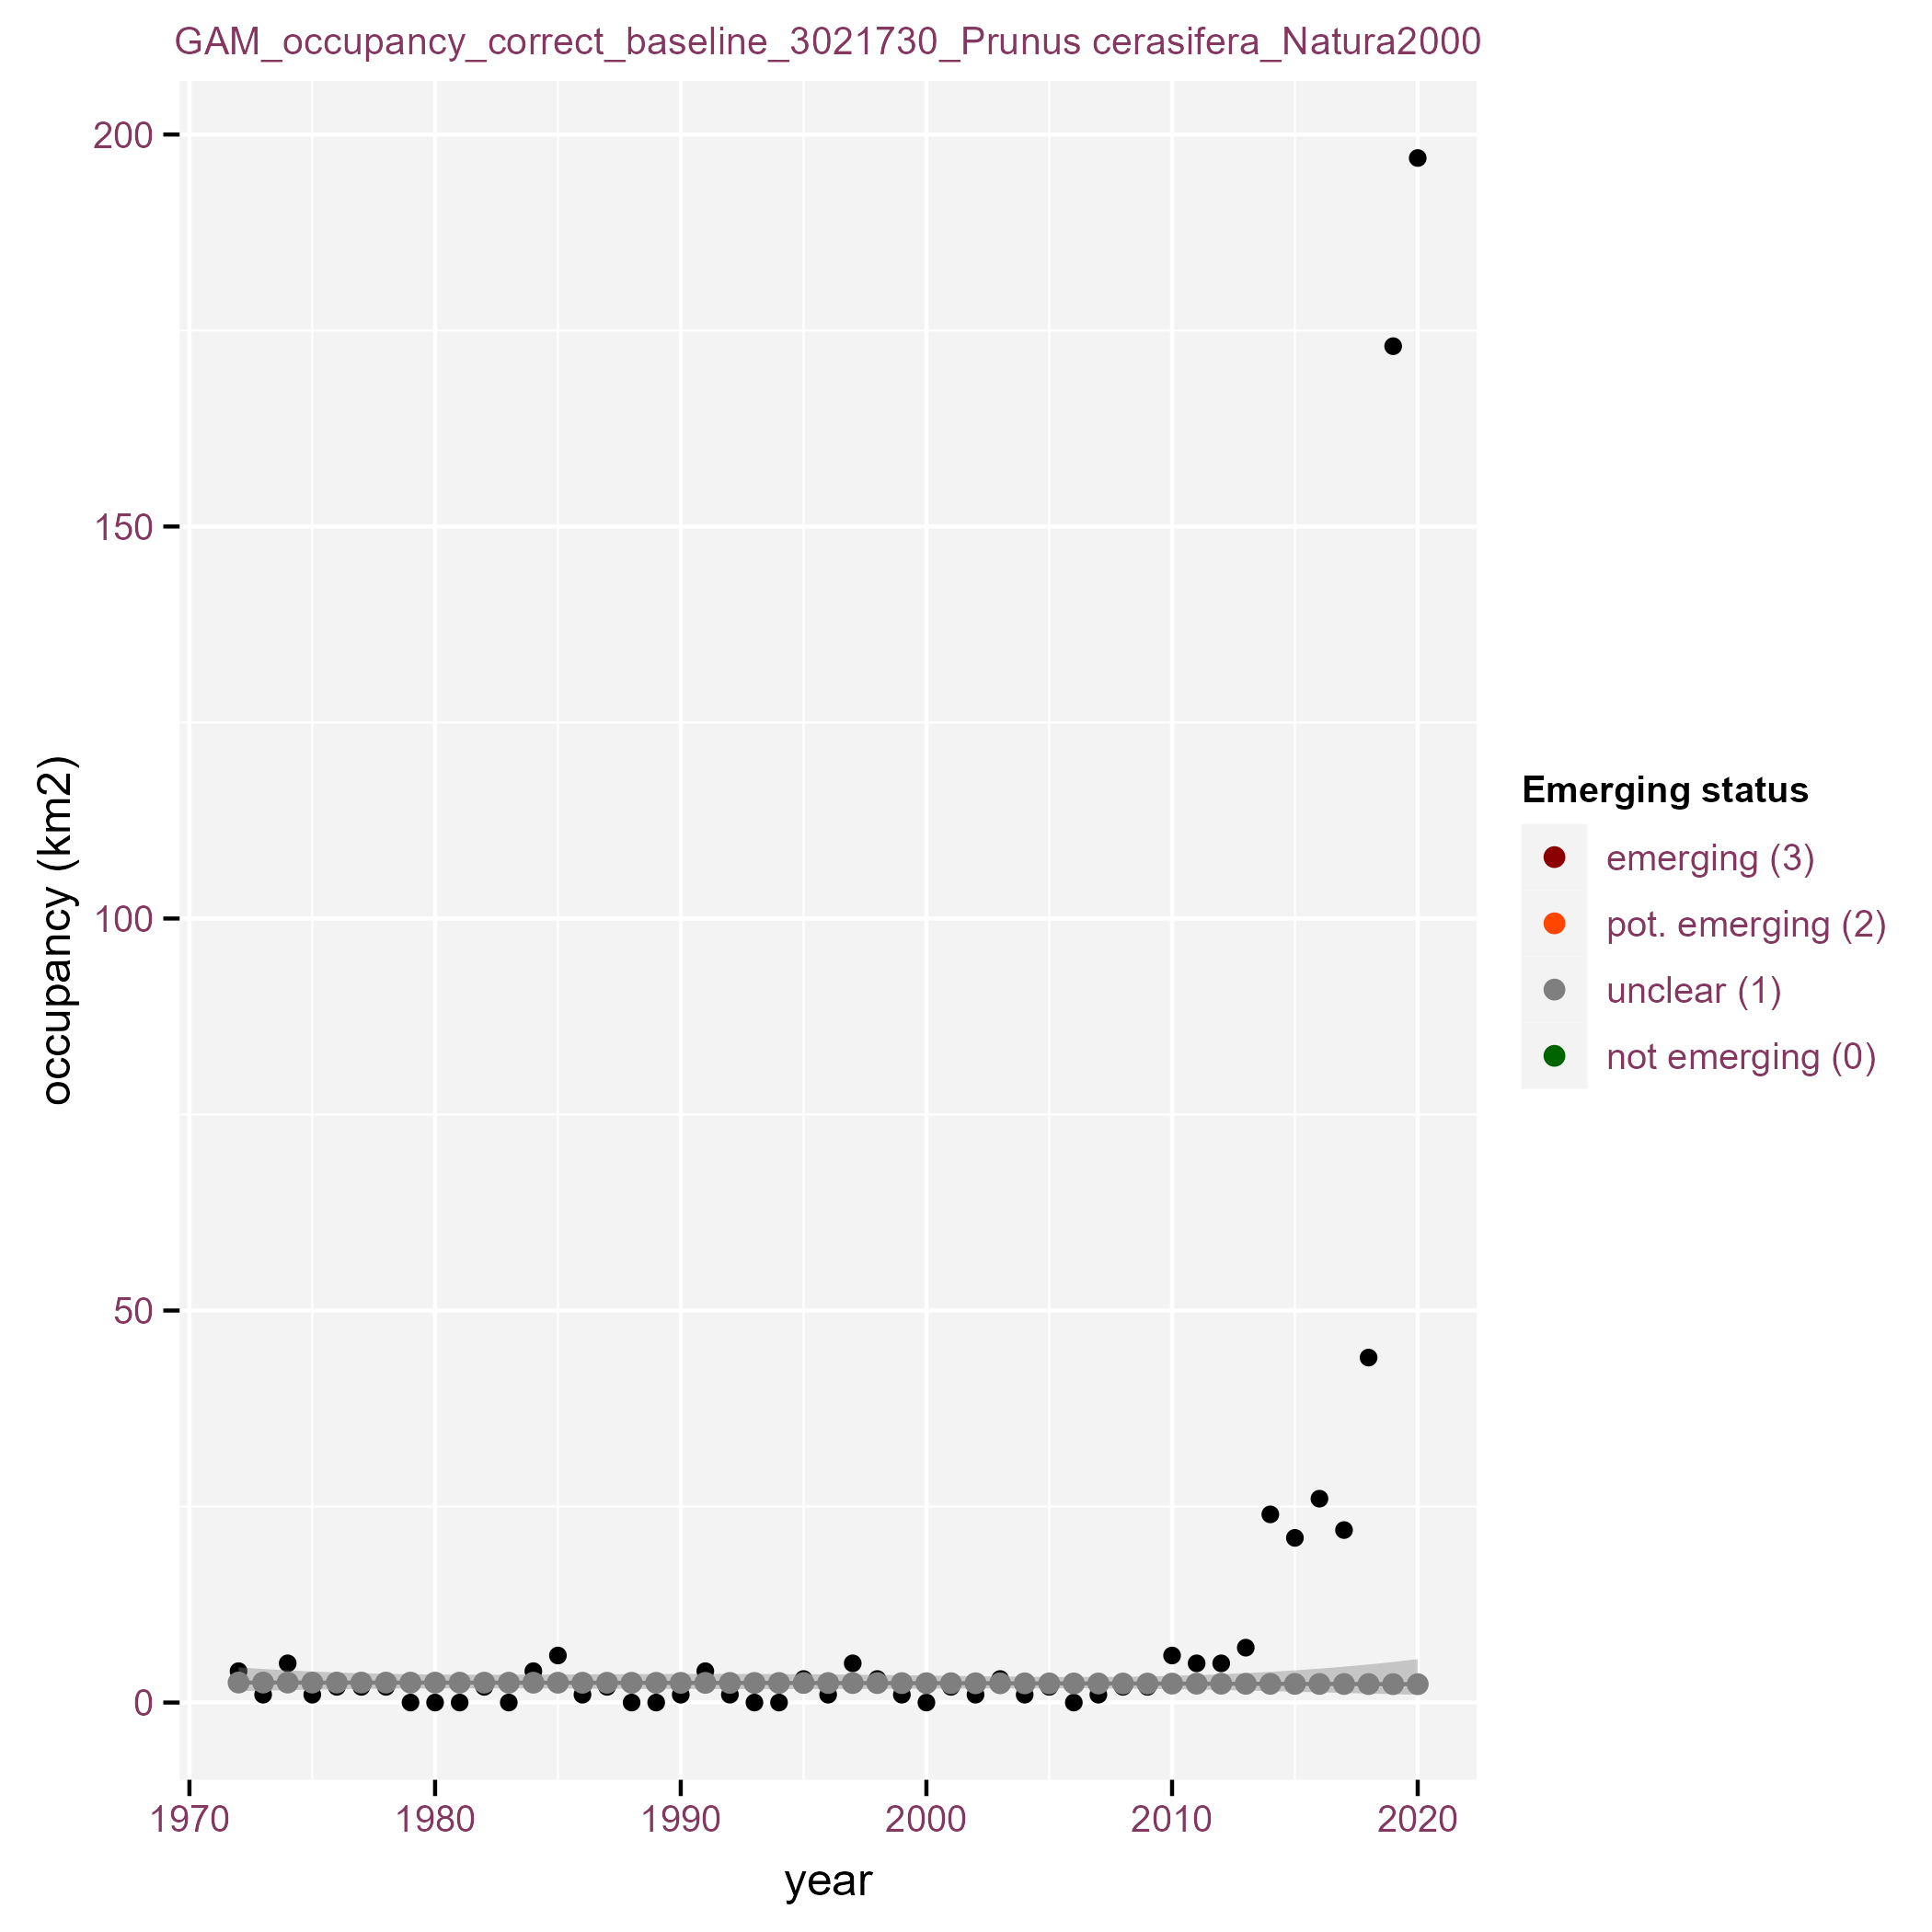 GAM_occupancy_correct_baseline_3021730_Prunus cerasifera_Natura2000
200
150
100
50
0
occupancy (km2)
1970 1980 1990 2000 2010 2020
year
Emerging status
emerging (3)
pot. emerging (2)
unclear (1)
not emerging (0)